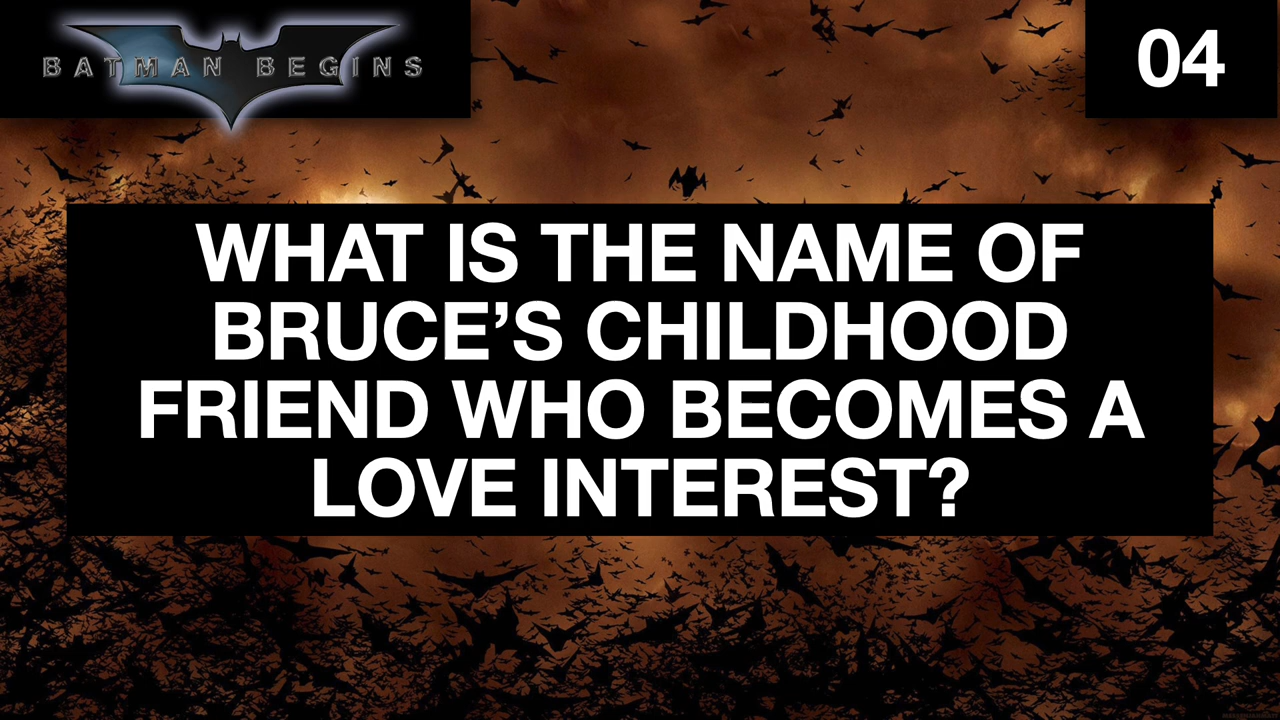 BATMAN BEGINS
04
WHAT IS THE NAME OF
BRUCE’S CHILDHOOD
FRIEND WHO BECOMES A
LOVE INTEREST?